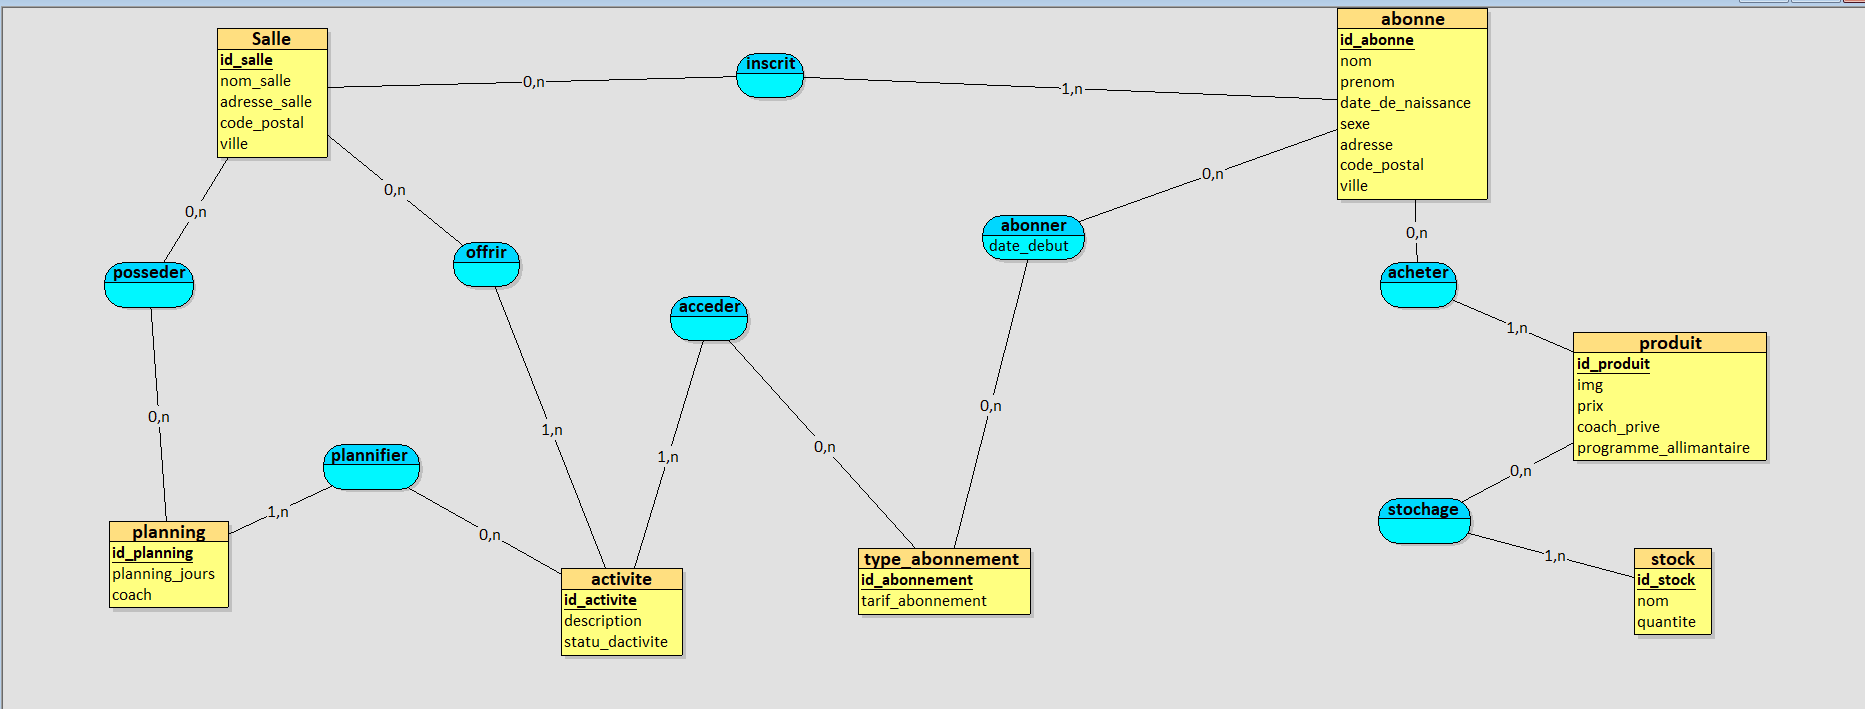 Salle
id_salle
nom_salle
adresse_salle
code_postal
ville
inscrit
0,n
1,n
abonne
id_abonne
nom
prenom
date_de_naissance
sexe
adresse
code_postal
ville
0,n
0,n
0,n
0,n
posseder
offrir
abonner
date_debut
acheter
acceder
1,n
produit
id_produit
img
prix
coach_prive
programme_allimantaire
0,n
0,n
1,n
1,n
0,n
0,n
plannifier
stochage
1,n
0,n
1,n
planning
id_planning
planning_jours
coach
activite
id_activite
description
statu_dactivite
type_abonnement
id_abonnement
tarif_abonnement
stock
id_stock
nom
quantite